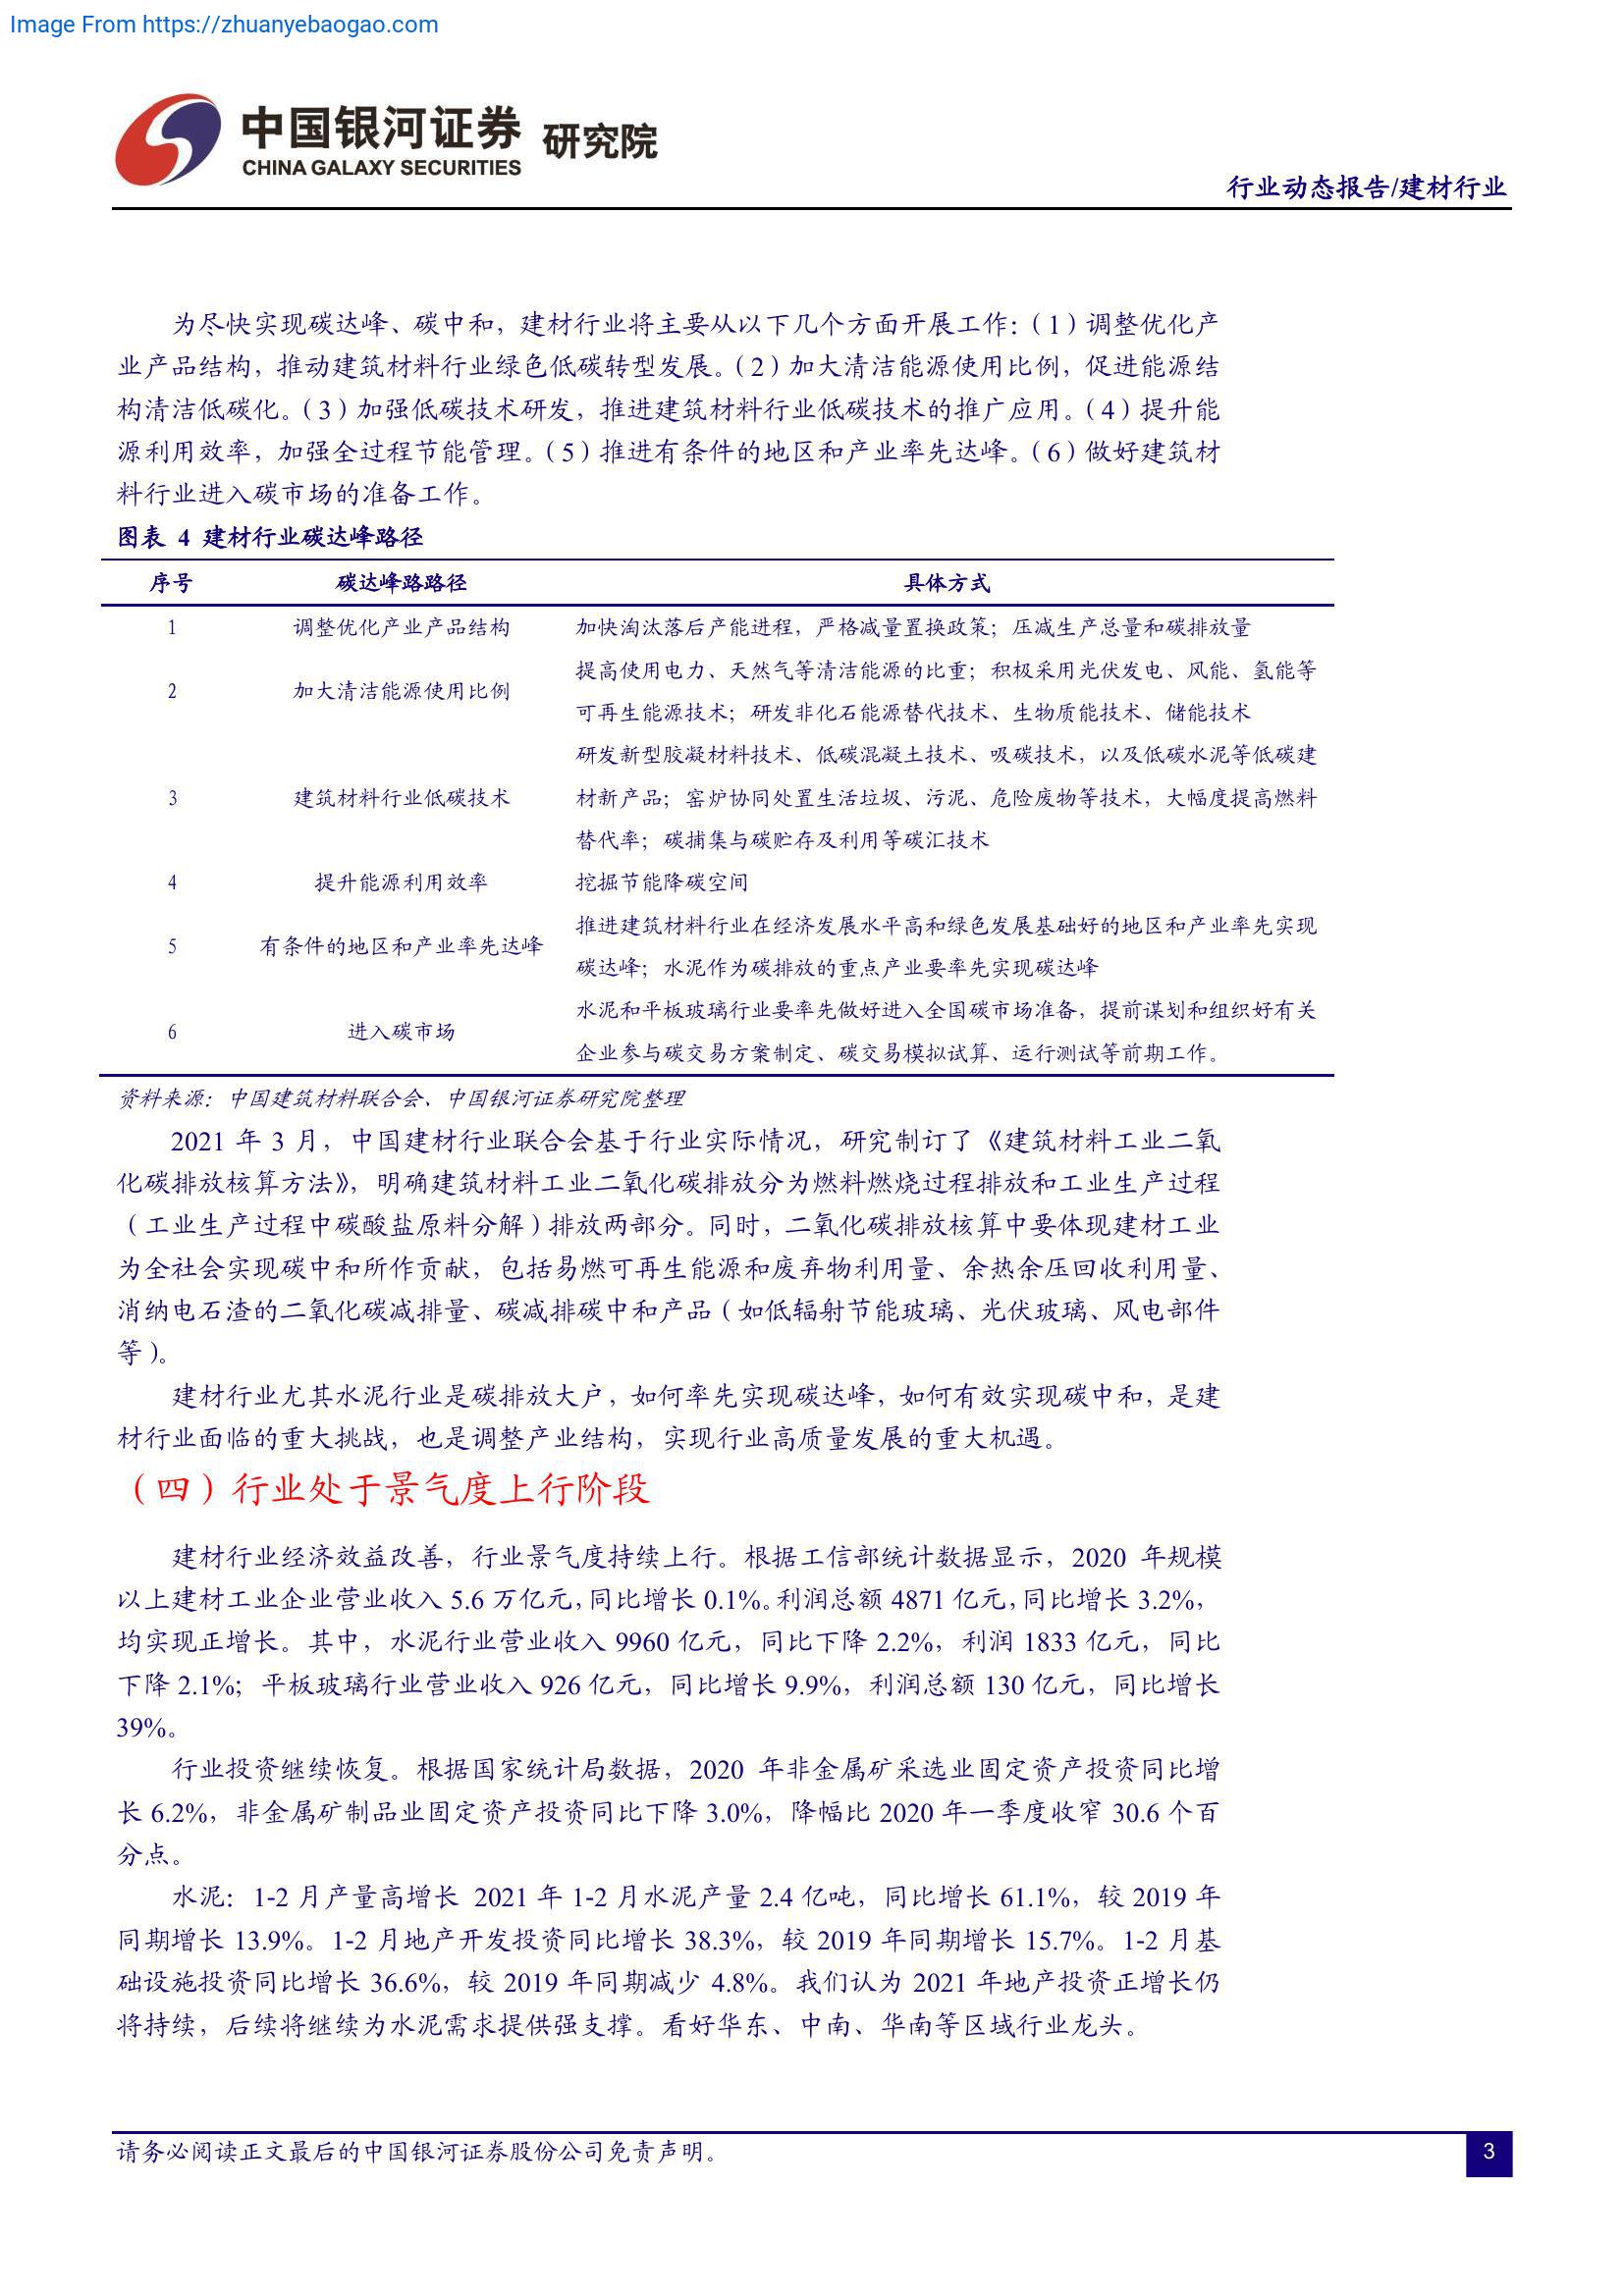 Image From https://zhuanyebaogao.com
中国银河证券 研究院
CHINA GALAXY SECURITIES
行业动态报告/建材行业
为尽快实现碳达峰、碳中和，建材行业将主要从以下几个方面开展工作：（1）调整优化产
业产品结构，推动建筑材料行业绿色低碳转型发展。（2）加大清洁能源使用比例，促进能源结
构清洁低碳化。（3）加强低碳技术研发，推进建筑材料行业低碳技术的推广应用。（4）提升能
源利用效率，加强全过程节能管理。（5）推进有条件的地区和产业率先达峰。（6）做好建筑材
料行业进入碳市场的准备工作。
图表 4 建材行业碳达峰路径
序号 碳达峰路路径 具体方式
1 调整优化产业产品结构 加快淘汰落后产能进程，严格减量置换政策；压减生产总量和碳排放量
提高使用电力、天然气等清洁能源的比重；积极采用光伏发电、风能、氢能等
2 加大清洁能源使用比例
可再生能源技术；研发非化石能源替代技术、生物质能技术、储能技术
研发新型胶凝材料技术、低碳混凝土技术、吸碳技术，以及低碳水泥等低碳建
3 建筑材料行业低碳技术 材新产品；窑炉协同处置生活垃圾、污泥、危险废物等技术，大幅度提高燃料
替代率；碳捕集与碳贮存及利用等碳汇技术
4 提升能源利用效率 挖掘节能降碳空间
推进建筑材料行业在经济发展水平高和绿色发展基础好的地区和产业率先实现
5 有条件的地区和产业率先达峰
碳达峰；水泥作为碳排放的重点产业要率先实现碳达峰
水泥和平板玻璃行业要率先做好进入全国碳市场准备，提前谋划和组织好有关
6 进入碳市场
企业参与碳交易方案制定、碳交易模拟试算、运行测试等前期工作。
资料来源：中国建筑材料联合会、中国银河证券研究院整理
2021 年 3 月，中国建材行业联合会基于行业实际情况，研究制订了《建筑材料工业二氧
化碳排放核算方法》，明确建筑材料工业二氧化碳排放分为燃料燃烧过程排放和工业生产过程
（工业生产过程中碳酸盐原料分解）排放两部分。同时，二氧化碳排放核算中要体现建材工业
为全社会实现碳中和所作贡献，包括易燃可再生能源和废弃物利用量、余热余压回收利用量、
消纳电石渣的二氧化碳减排量、碳减排碳中和产品（如低辐射节能玻璃、光伏玻璃、风电部件
等）。
建材行业尤其水泥行业是碳排放大户，如何率先实现碳达峰，如何有效实现碳中和，是建
材行业面临的重大挑战，也是调整产业结构，实现行业高质量发展的重大机遇。
（四）行业处于景气度上行阶段
建材行业经济效益改善，行业景气度持续上行。根据工信部统计数据显示，2020 年规模
以上建材工业企业营业收入 5.6 万亿元，同比增长 0.1%。利润总额 4871 亿元，同比增长 3.2%，
均实现正增长。其中，水泥行业营业收入 9960 亿元，同比下降 2.2%，利润 1833 亿元，同比
下降 2.1%；平板玻璃行业营业收入 926 亿元，同比增长 9.9%，利润总额 130 亿元，同比增长
39%。
行业投资继续恢复。根据国家统计局数据，2020 年非金属矿采选业固定资产投资同比增
长 6.2%，非金属矿制品业固定资产投资同比下降 3.0%，降幅比 2020 年一季度收窄 30.6 个百
分点。
水泥：1-2 月产量高增长 2021 年 1-2 月水泥产量 2.4 亿吨，同比增长 61.1%，较 2019 年
同期增长 13.9%。1-2 月地产开发投资同比增长 38.3%，较 2019 年同期增长 15.7%。1-2 月基
础设施投资同比增长 36.6%，较 2019 年同期减少 4.8%。我们认为 2021 年地产投资正增长仍
将持续，后续将继续为水泥需求提供强支撑。看好华东、中南、华南等区域行业龙头。
请务必阅读正文最后的中国银河证券股份公司免责声明。
3